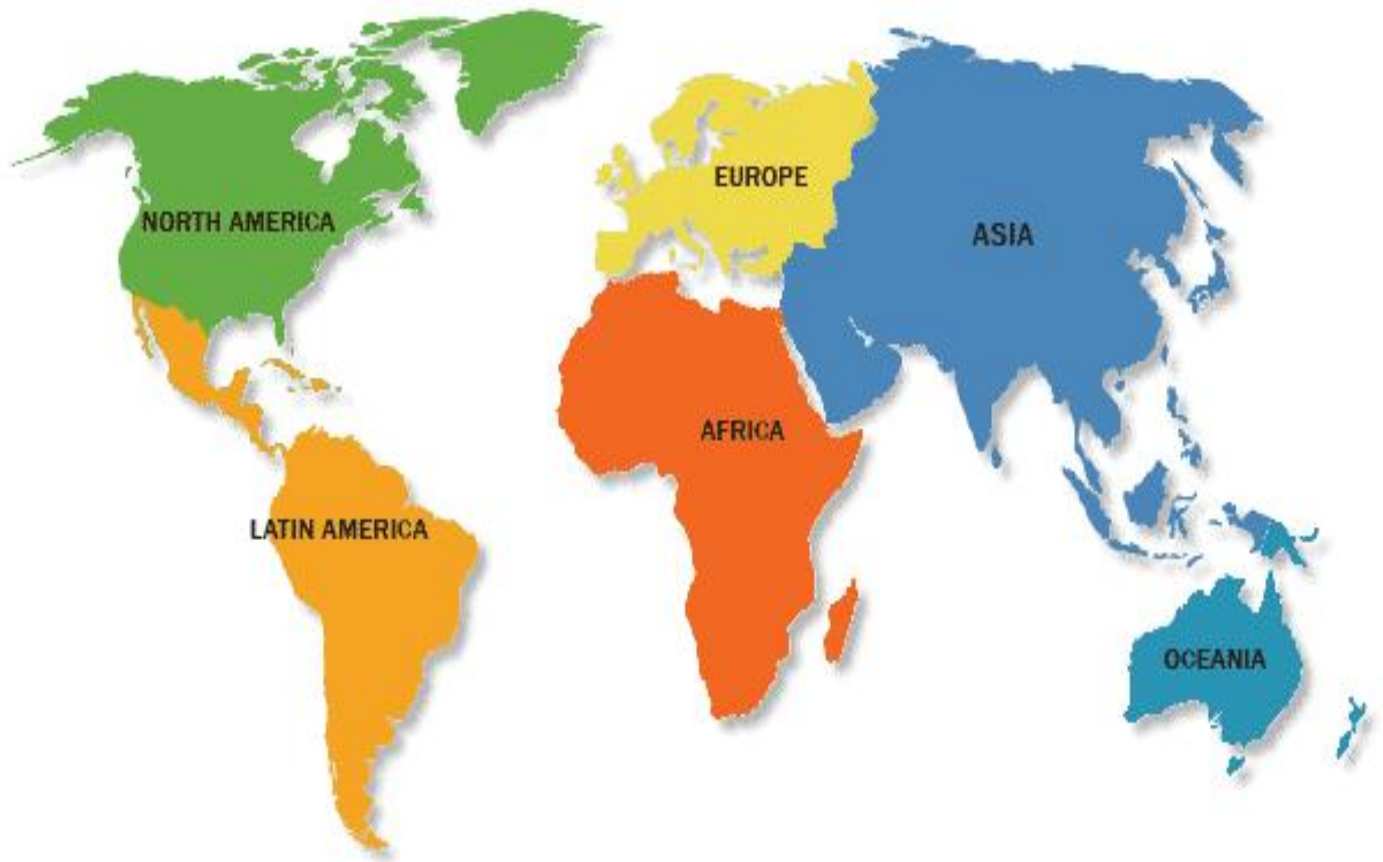 NORTH AMERICA
EUROPE
ASIA
AFRICA
LATIN AMERICA
OCEANIA